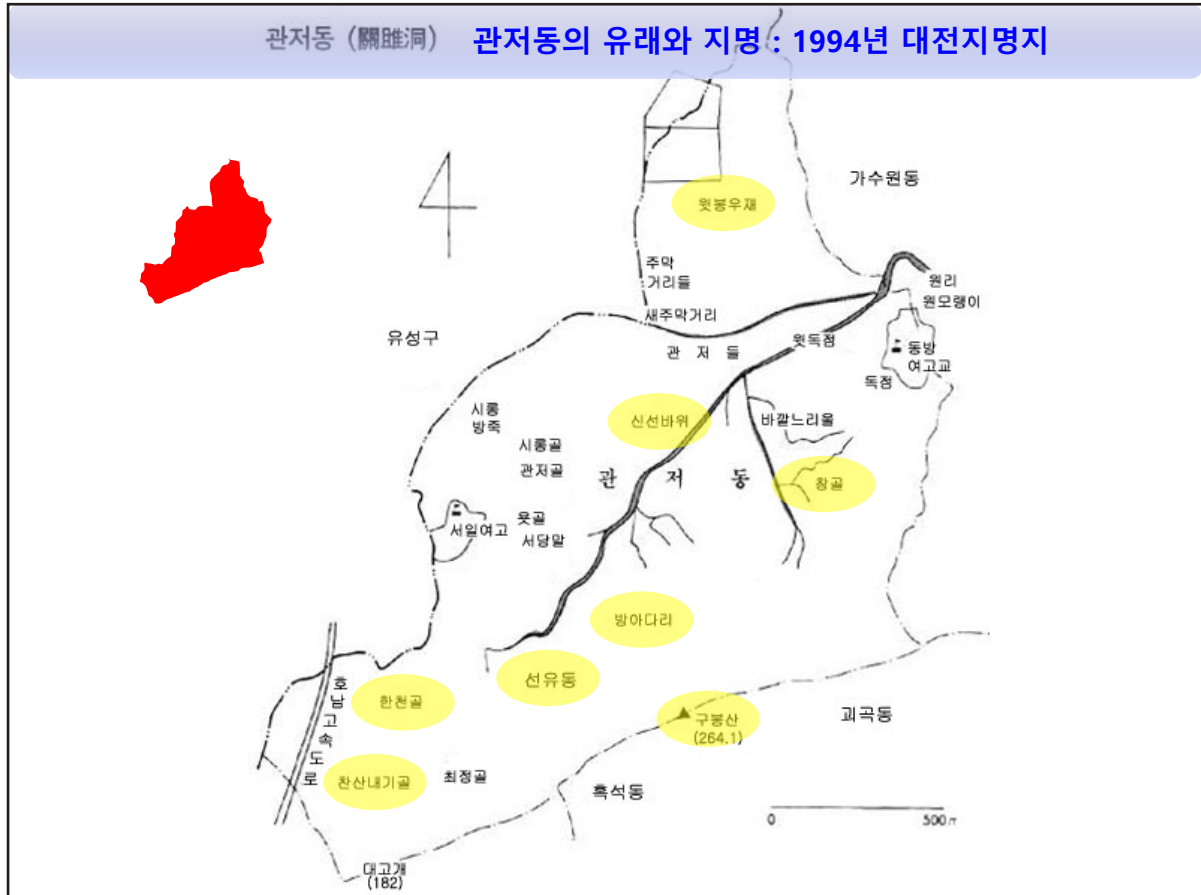 관저동 (關雎洞) 관저동의 유래와 지명 : 1994년 대전지명지
가수원동
윗봉우재
주막
거리들
원리
원모랭이
새주막거리
유성구
관 저 들
윗독점
동방
여고교
독점
시룽
방죽
신선바위
바깥느리울
시룽골
관저골
관 저 동
창골
욧골
서일여고
서당말
방아다리
선유동
호남고속도로
한천골
구봉산
(264.1)
괴곡동
찬산내기골
최정골
흑석동
0 500m
대고개
(182)